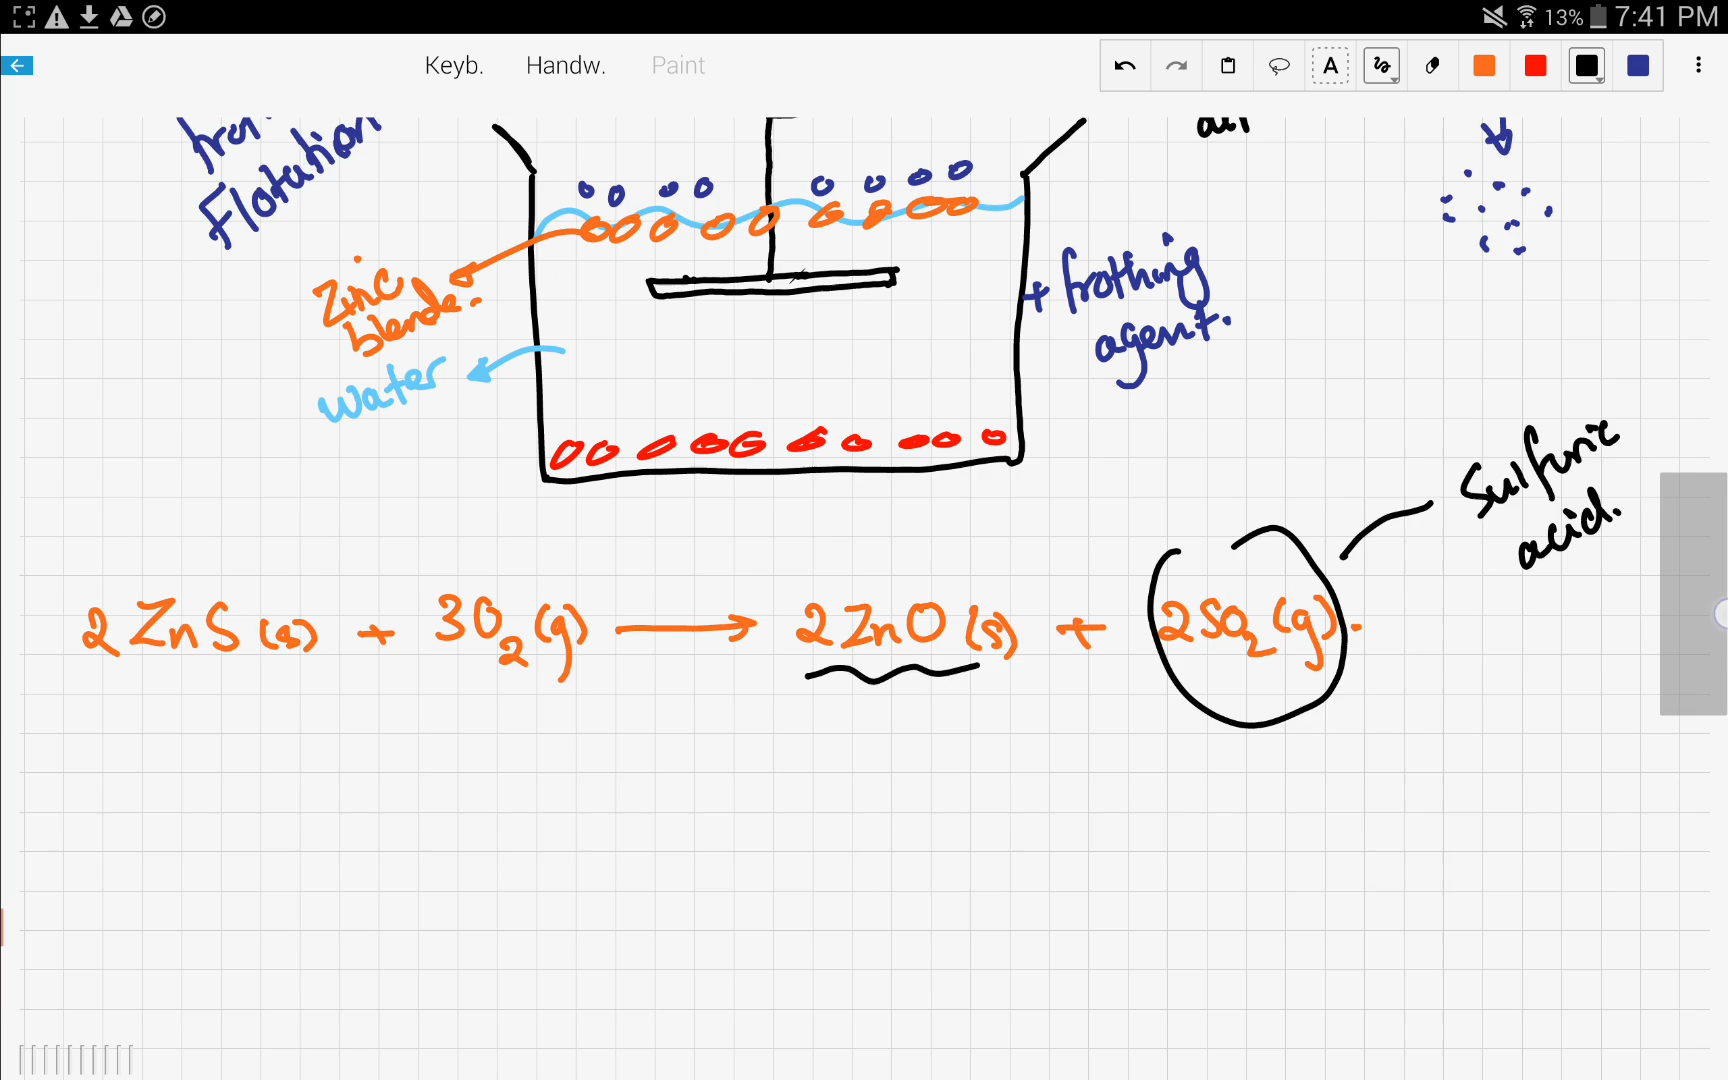 13% 7:41 PM
Keyb. Handw. Paint
A
Flotation
air
Zinc
blende.
water
+ frothing
agent.
Sulfuric
acid.
2ZnS(s) + 3O₂(g) ⟶ 2ZnO(s) + 2SO₂(g).